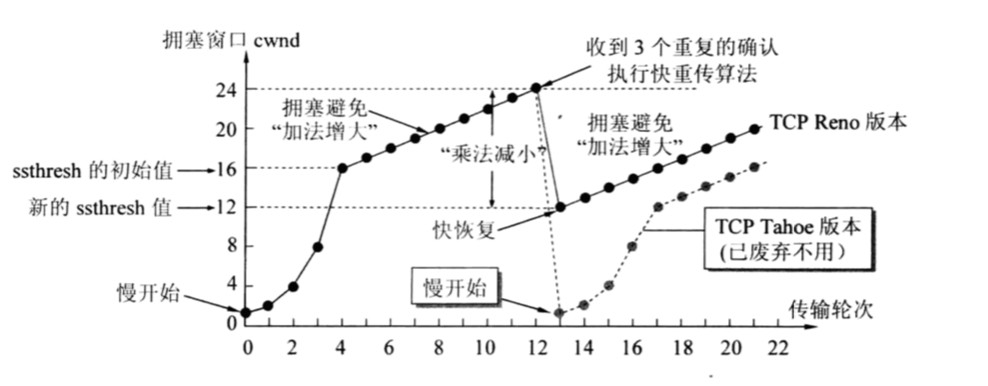 拥塞窗口 cwnd
收到 3 个重复的确认
执行快重传算法
24
拥塞避免
“加法增大”
拥塞避免
“加法增大”
TCP Reno 版本
20
“乘法减小”
ssthresh 的初始值
16
新的 ssthresh 值
12
快恢复
TCP Tahoe 版本
(已废弃不用）
8
慢开始
4
慢开始
传输轮次
0
0 2 4 6 8 10 12 14 16 18 20 22